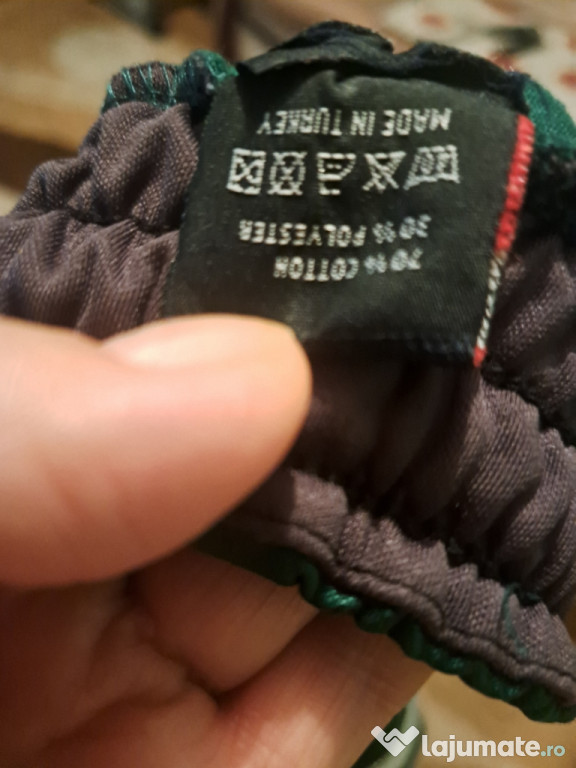 70% COTTON
30% POLYESTER
MADE IN TURKEY
lajumate.ro